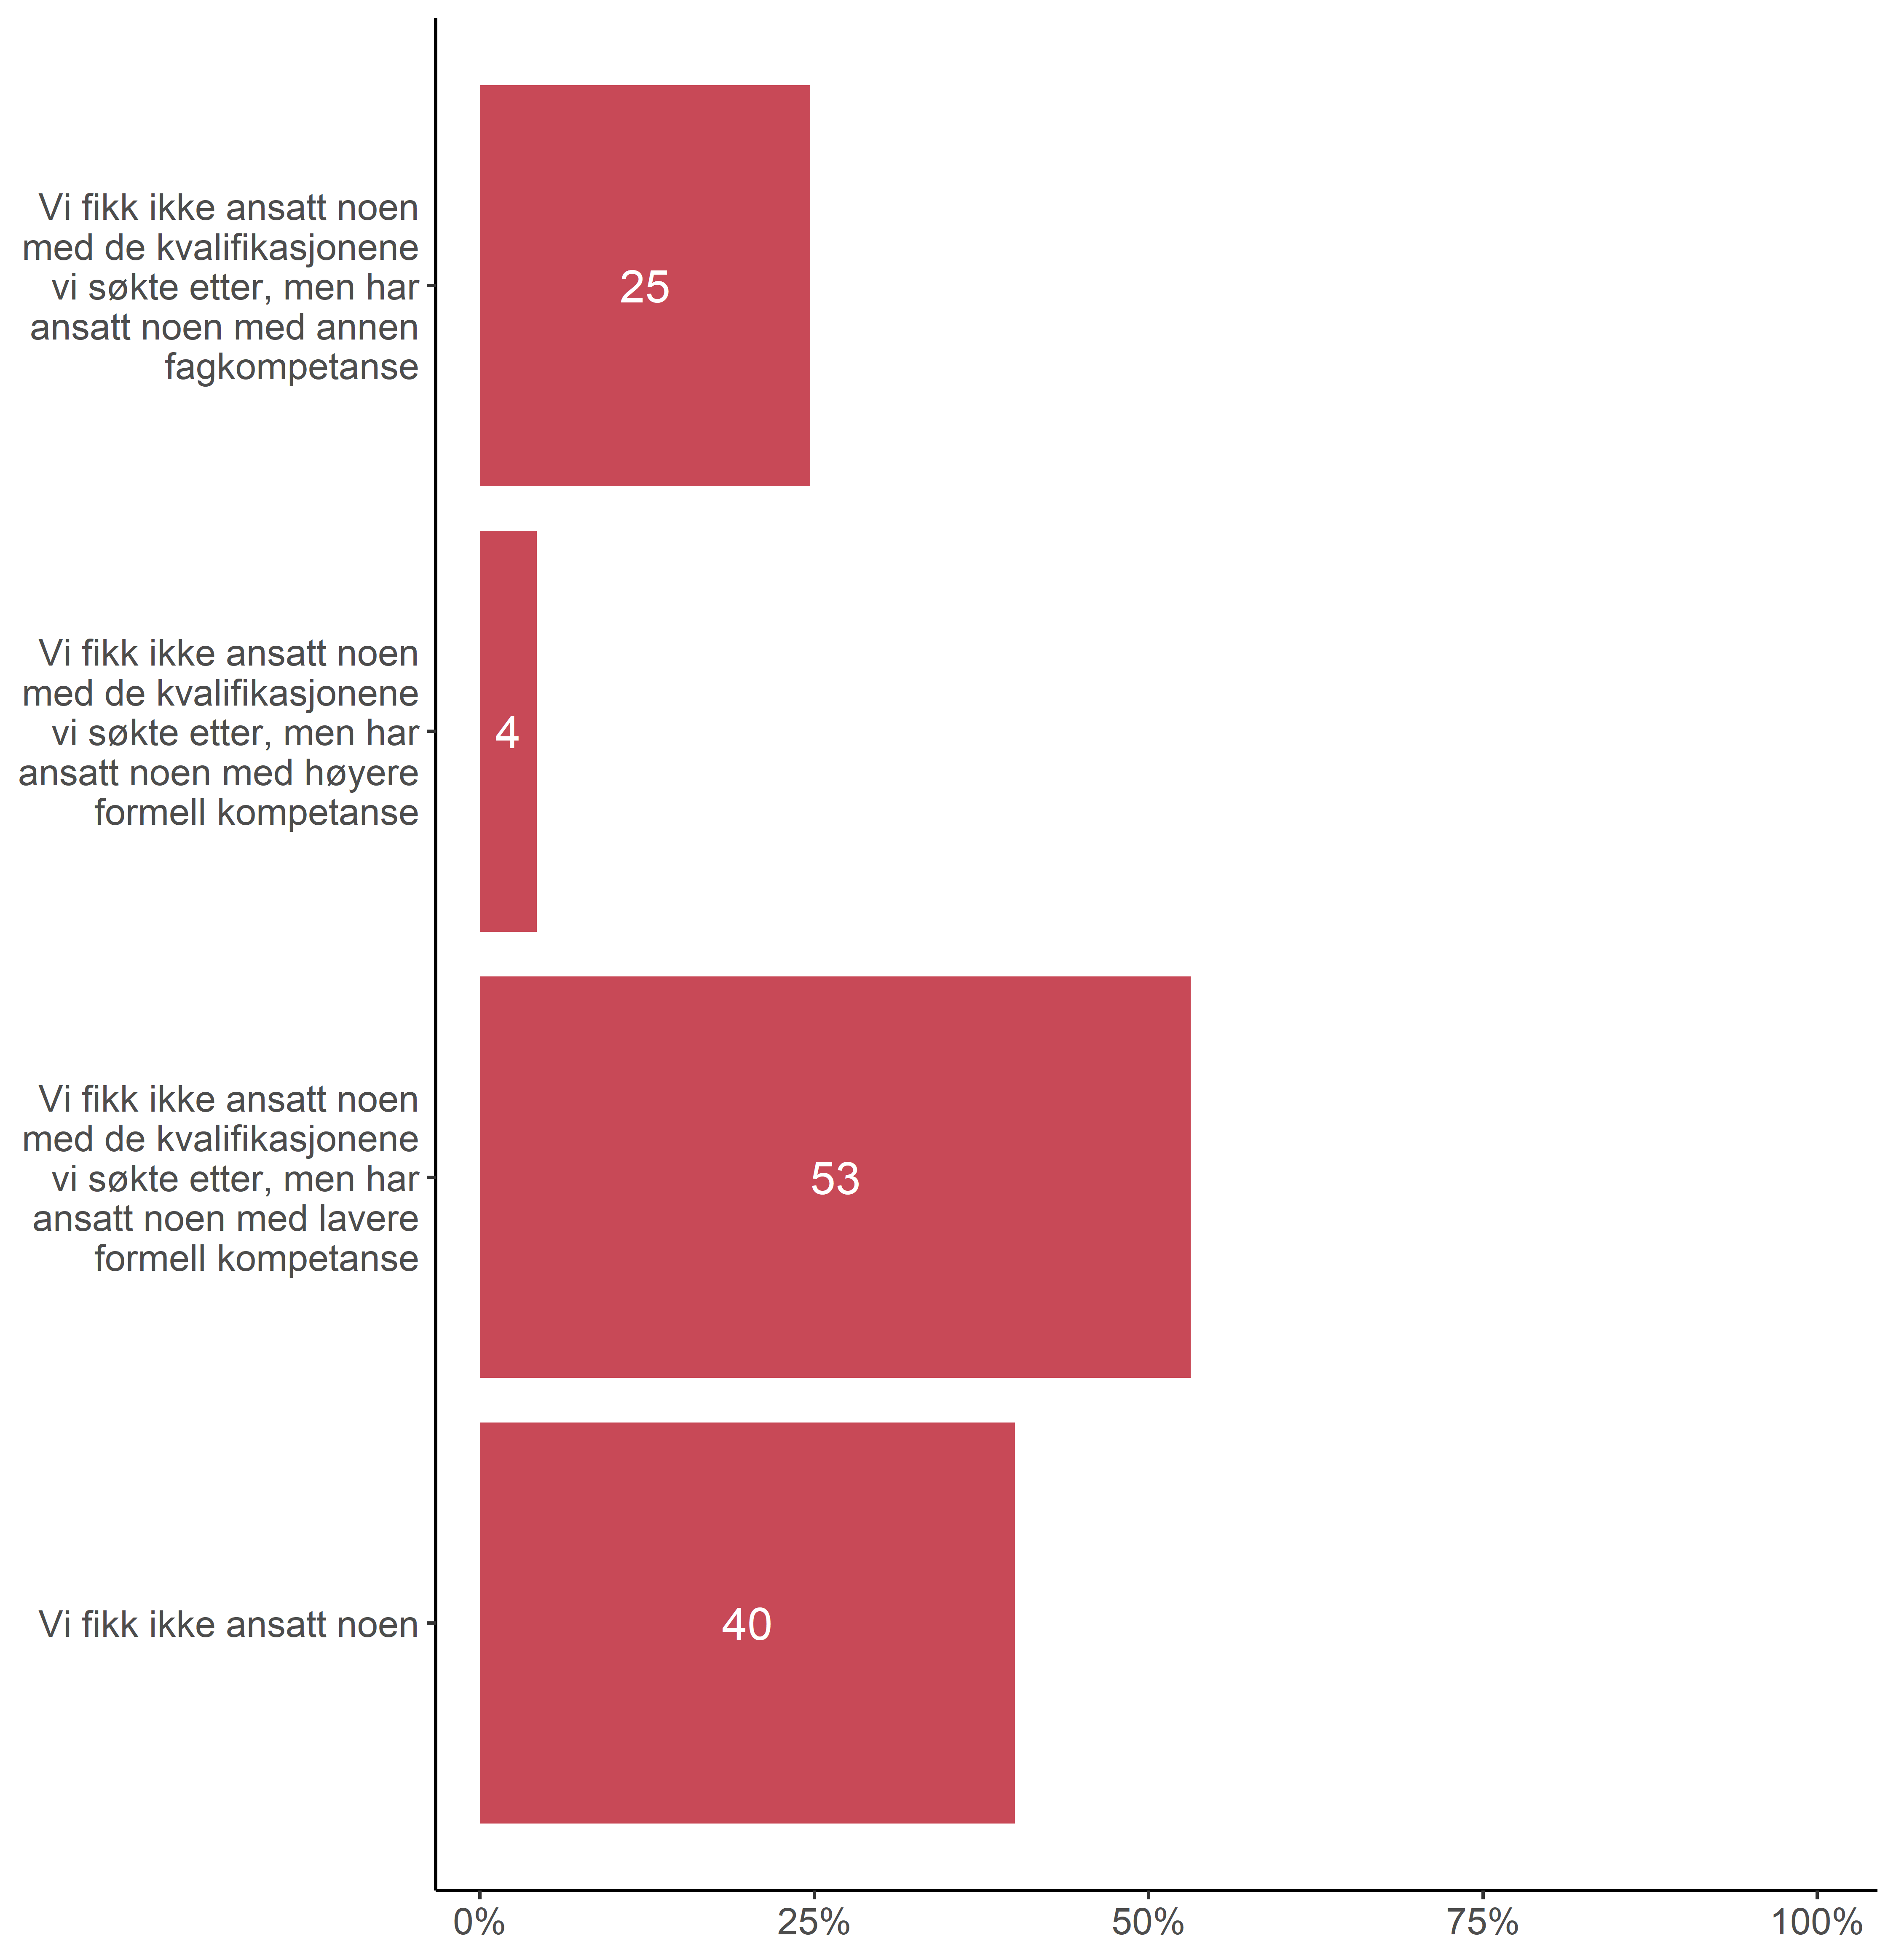 Vi fikk ikke ansatt noen
med de kvalifikasjonene
vi søkte etter, men har
ansatt noen med annen
fagkompetanse
25
Vi fikk ikke ansatt noen
med de kvalifikasjonene
vi søkte etter, men har
ansatt noen med høyere
formell kompetanse
4
Vi fikk ikke ansatt noen
med de kvalifikasjonene
vi søkte etter, men har
ansatt noen med lavere
formell kompetanse
53
Vi fikk ikke ansatt noen
40
0% 25% 50% 75% 100%